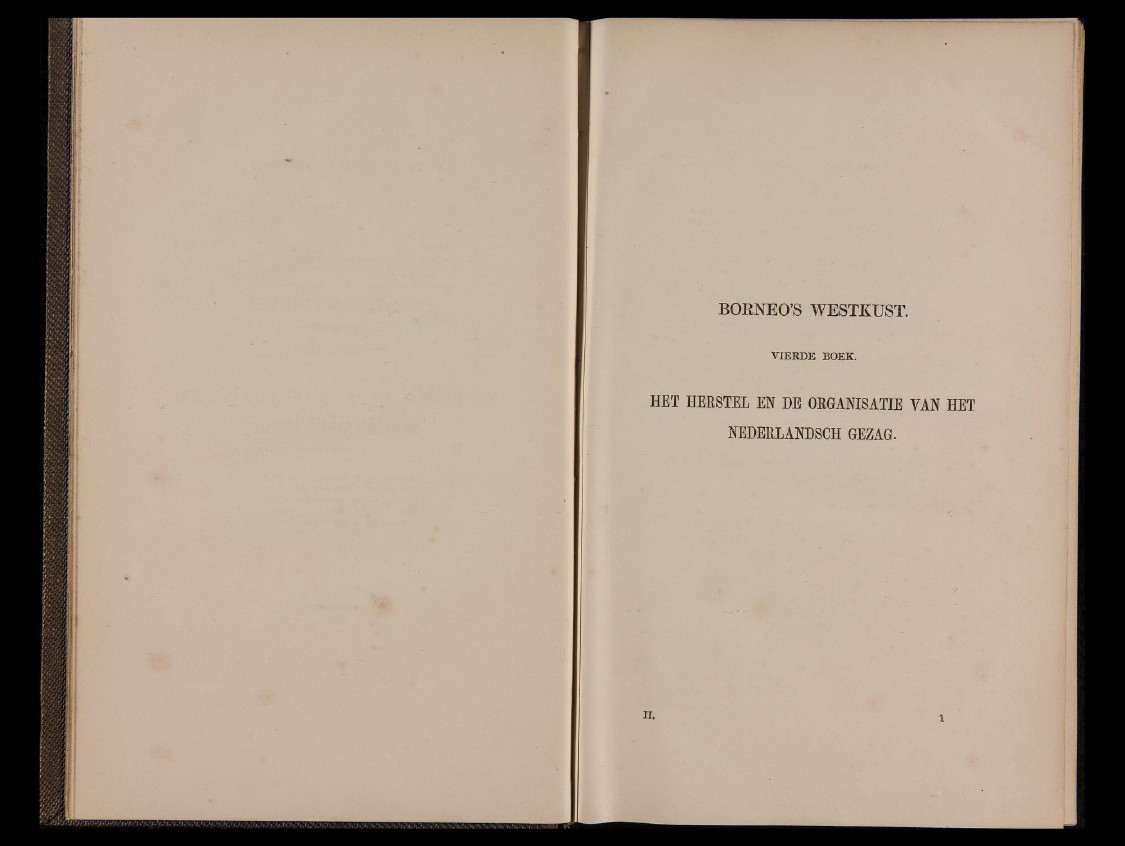 BORNEO'S WESTKUST.
VIERDE BOEK.
HET HERSTEL EN DE ORGANISATIE VAN HET
NEDERLANDSCH GEZAG.
II. 1